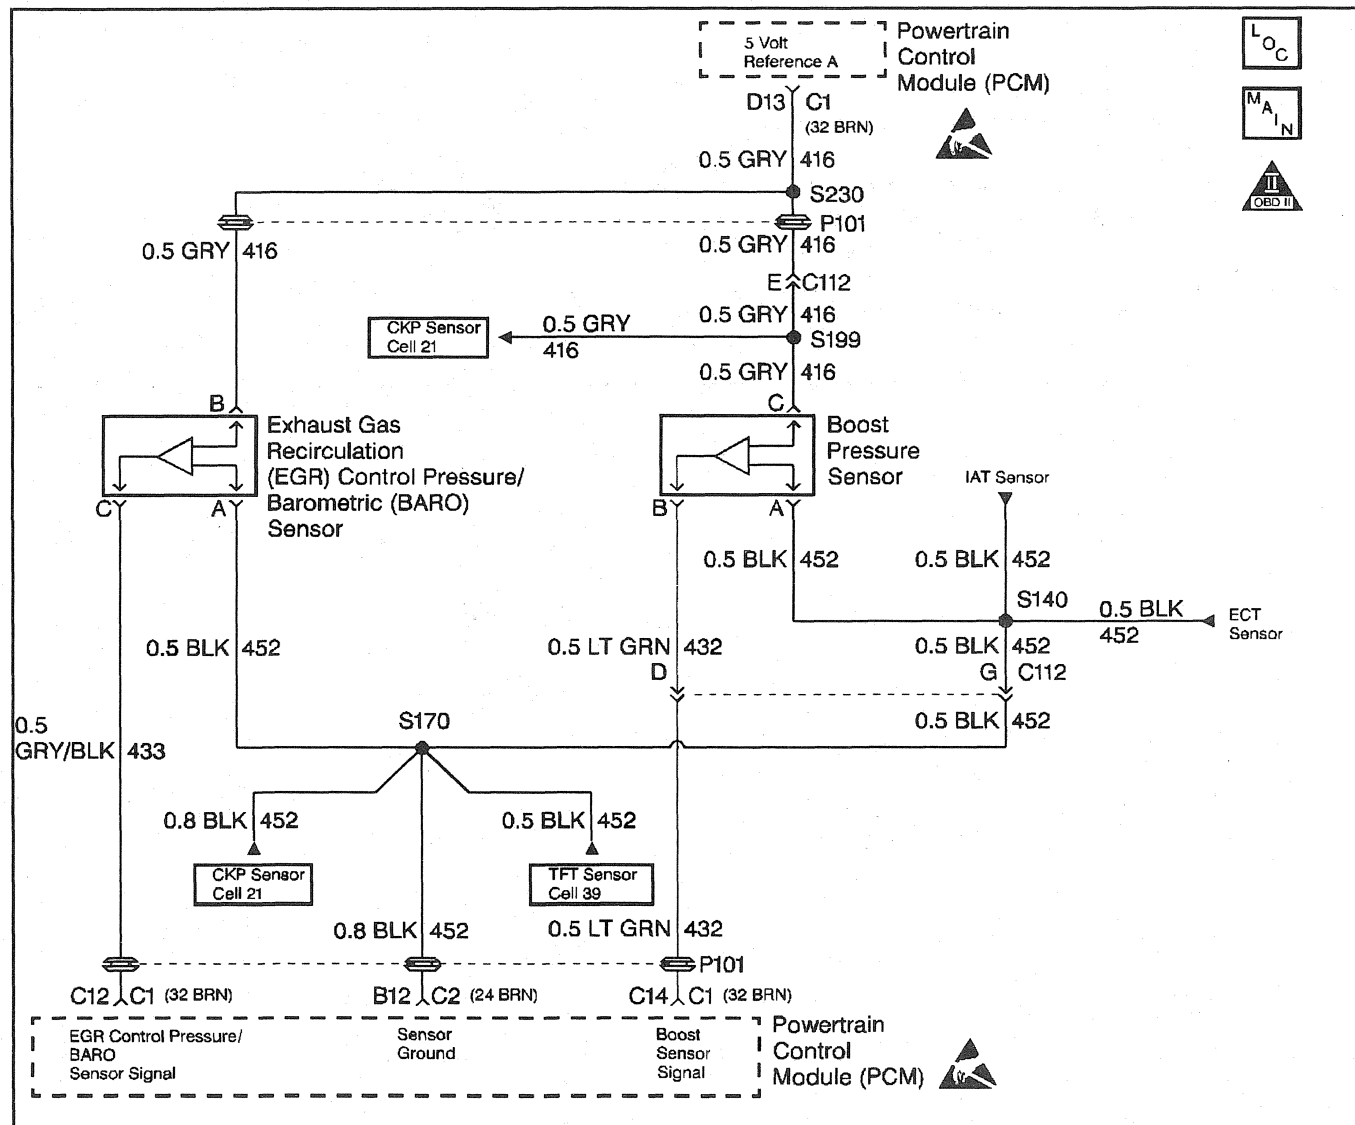 5 Volt
Reference A
Powertrain
Control
Module (PCM)
LOC
MAIN
II
OBD II
D13 C1
(32 BRN)
0.5 GRY 416
S230
P101
0.5 GRY 416
0.5 GRY 416
E C112
0.5 GRY 416
CKP Sensor
Cell 21
0.5 GRY
416
S199
0.5 GRY 416
B
C
Exhaust Gas
Recirculation
(EGR) Control Pressure/
Barometric (BARO)
Sensor
Boost
Pressure
Sensor
IAT Sensor
C A
B A
0.5 BLK 452
0.5 BLK 452
S140
0.5 BLK
452
ECT
Sensor
0.5 BLK 452
0.5 LT GRN 432
0.5 BLK 452
D
G C112
0.5 BLK 452
S170
0.5
GRY/BLK 433
0.8 BLK 452
0.5 BLK 452
CKP Sensor
Cell 21
TFT Sensor
Cell 39
0.8 BLK 452
0.5 LT GRN 432
P101
C12 C1 (32 BRN)
B12 C2 (24 BRN)
C14 C1 (32 BRN)
EGR Control Pressure/
BARO
Sensor Signal
Sensor
Ground
Boost
Sensor
Signal
Powertrain
Control
Module (PCM)